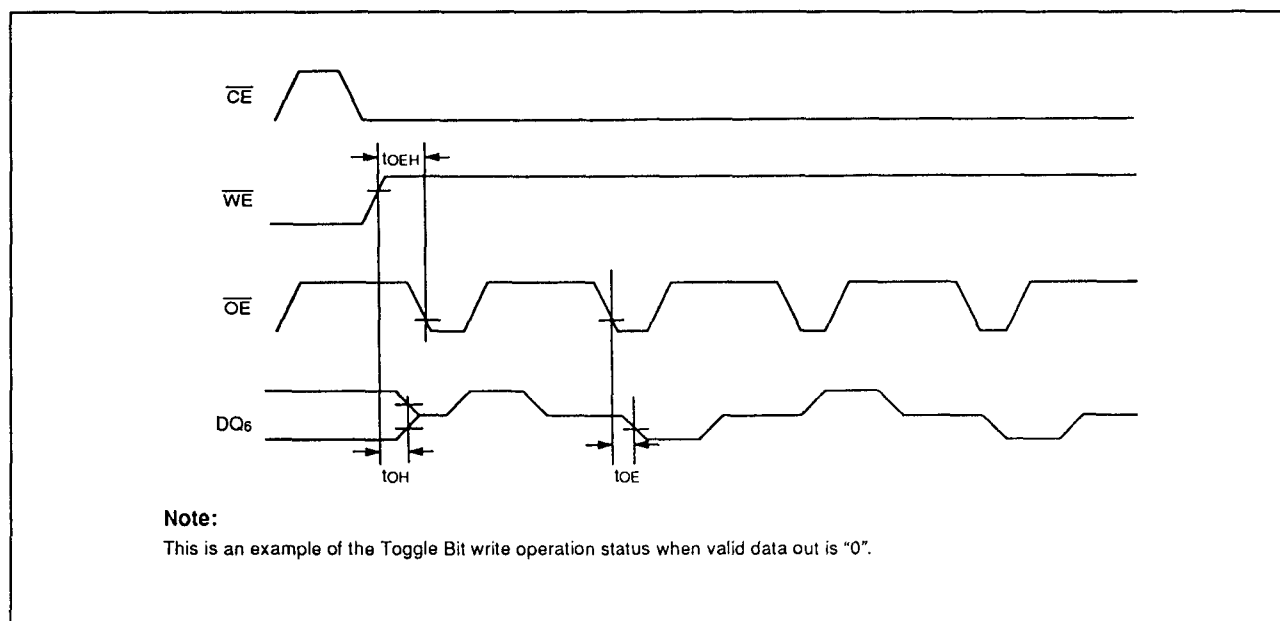 CE
tOEH
WE
OE
DQ6
tOH
tOE
Note:
This is an example of the Toggle Bit write operation status when valid data out is “0”.